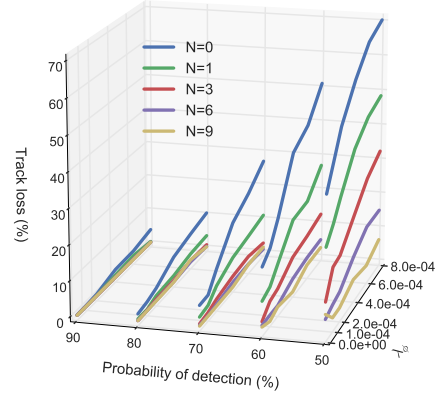 N=0
N=1
N=3
N=6
N=9
70
60
50
40
30
20
10
0
Track loss (%)
90
80
70
60
50
Probability of detection (%)
8.0e-04
6.0e-04
4.0e-04
2.0e-04
1.0e-04
0.0e+00